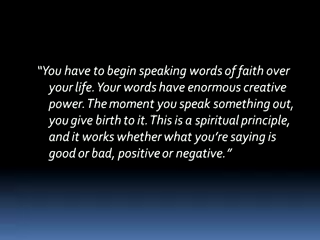 “You have to begin speaking words of faith over
your life. Your words have enormous creative
power. The moment you speak something out,
you give birth to it. This is a spiritual principle,
and it works whether what you’re saying is
good or bad, positive or negative.”